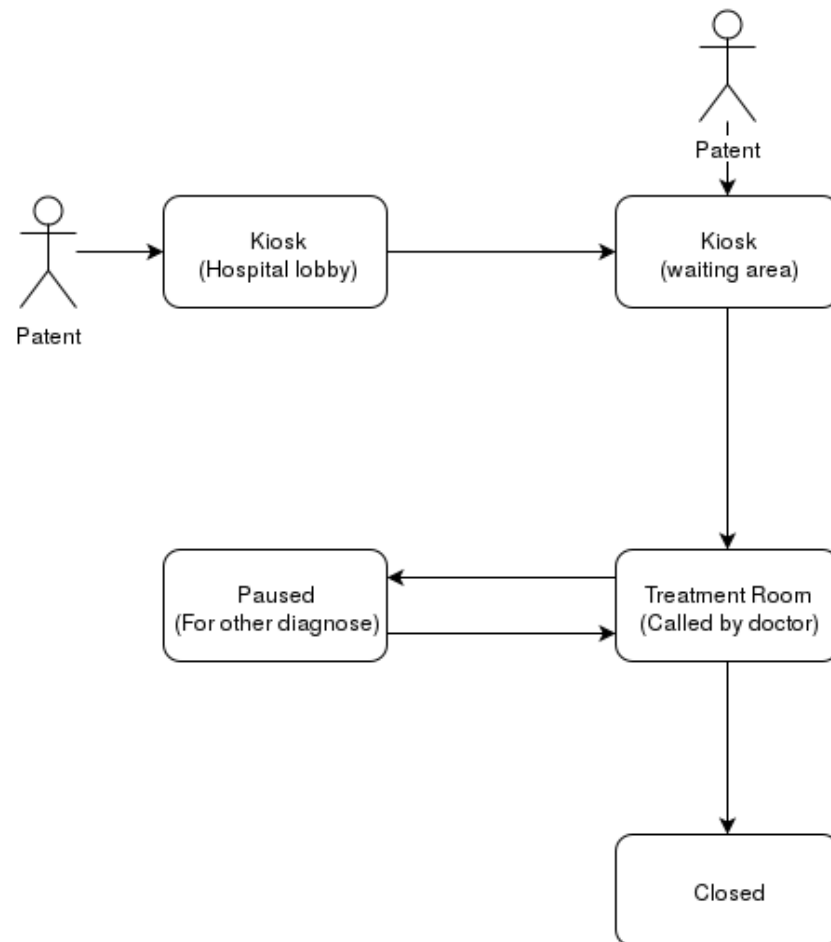 Patent
Kiosk
(Hospital lobby)
Patent
Kiosk
(waiting area)
Paused
(For other diagnose)
Treatment Room
(Called by doctor)
Closed